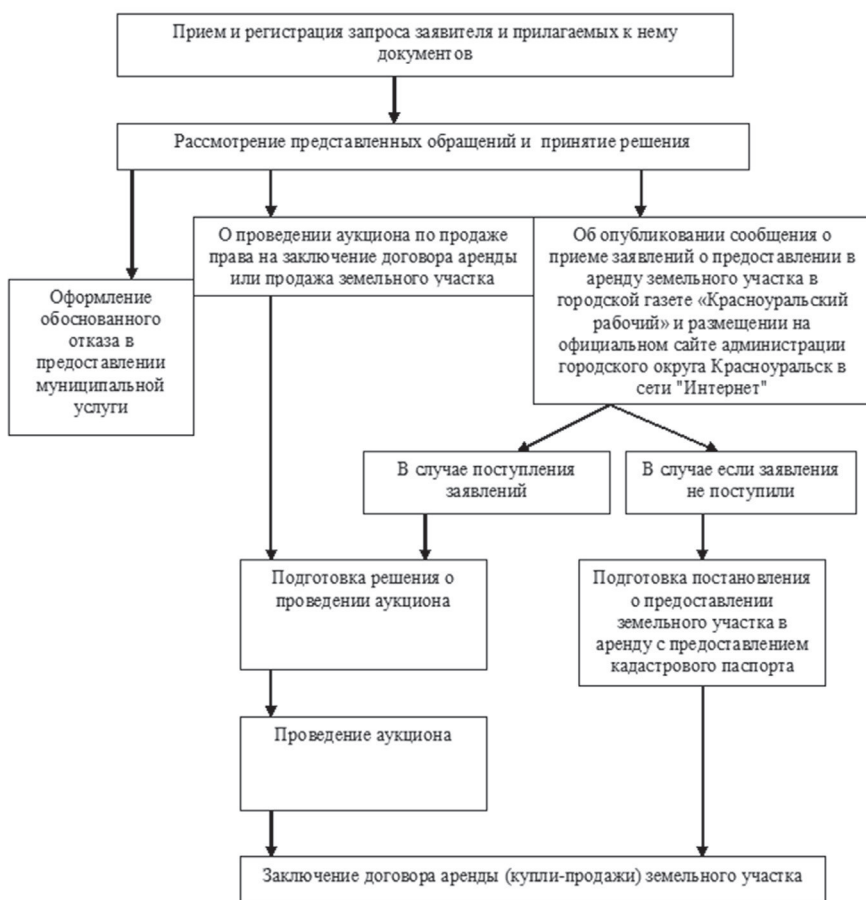 Прием и регистрация запроса заявителя и прилагаемых к нему
документов
Рассмотрение представленных обращений и принятие решения
Оформление
обоснованного
отказа в
предоставлении
муниципальной
услуги
О проведении аукциона по продаже
права на заключение договора аренды
или продажа земельного участка
Об опубликовании сообщения о
приеме заявлений о предоставлении в
аренду земельного участка в
городской газете «Красноуральский
рабочий» и размещении на
официальном сайте администрации
городского округа Красноуральск в
сети "Интернет"
В случае поступления
заявлений
В случае если заявления
не поступили
Подготовка решения о
проведении аукциона
Подготовка постановления
о предоставлении
земельного участка в
аренду с предоставлением
кадастрового паспорта
Проведение аукциона
Заключение договора аренды (купли-продажи) земельного участка